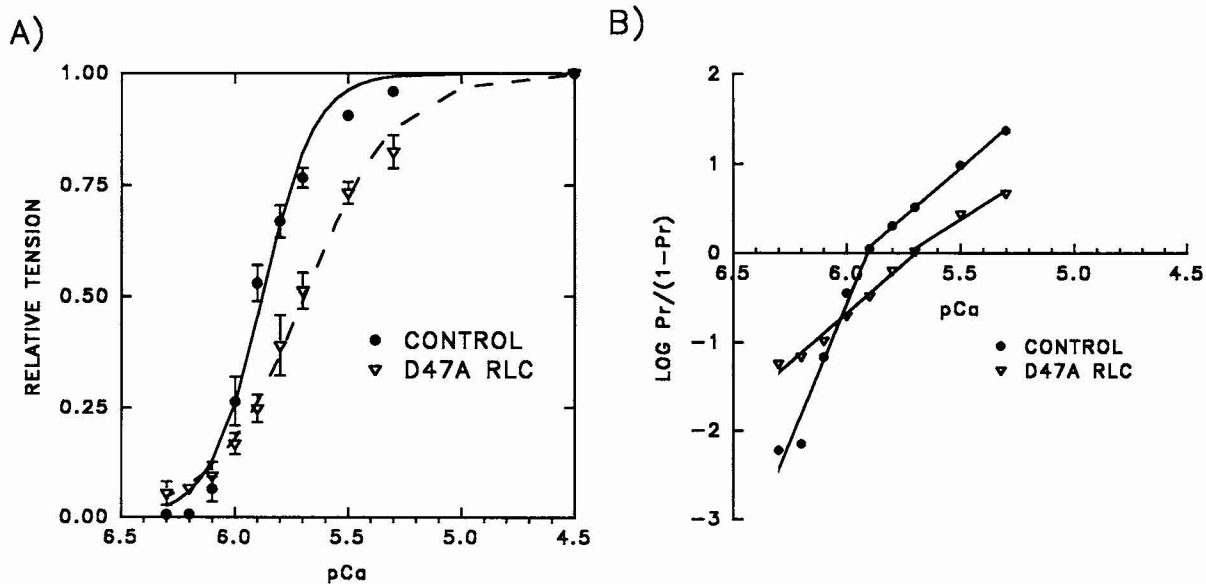 A)
RELATIVE TENSION
1.00
0.75
0.50
0.25
0.00
6.5
6.0
5.5
5.0
4.5
pCa
CONTROL
D47A RLC
B)
LOG Pr/(1-Pr)
2
1
0
-1
-2
-3
6.5
6.0
5.5
5.0
4.5
pCa
CONTROL
D47A RLC